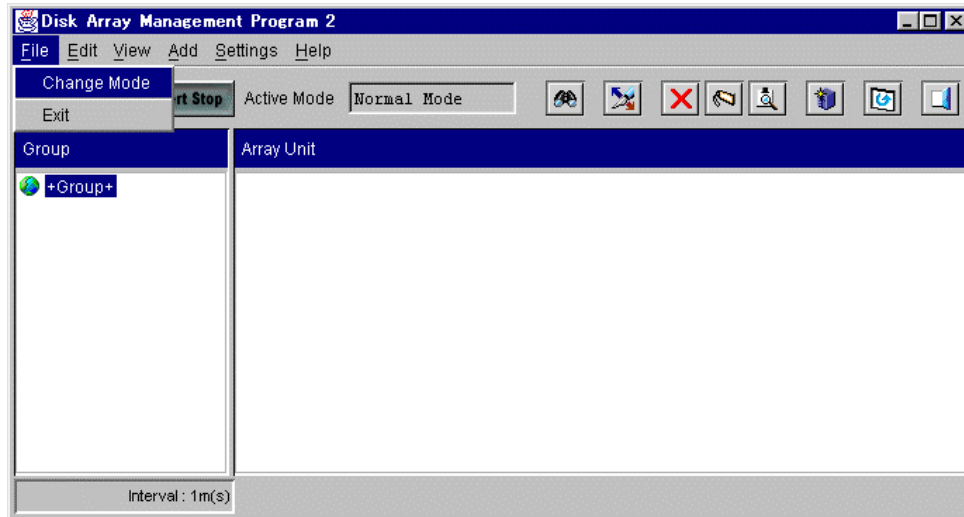 Disk Array Management Program 2
File Edit View Add Settings Help
Change Mode
Exit
rt Stop Active Mode Normal Mode
Group Array Unit
+Group+
Interval : 1m(s)